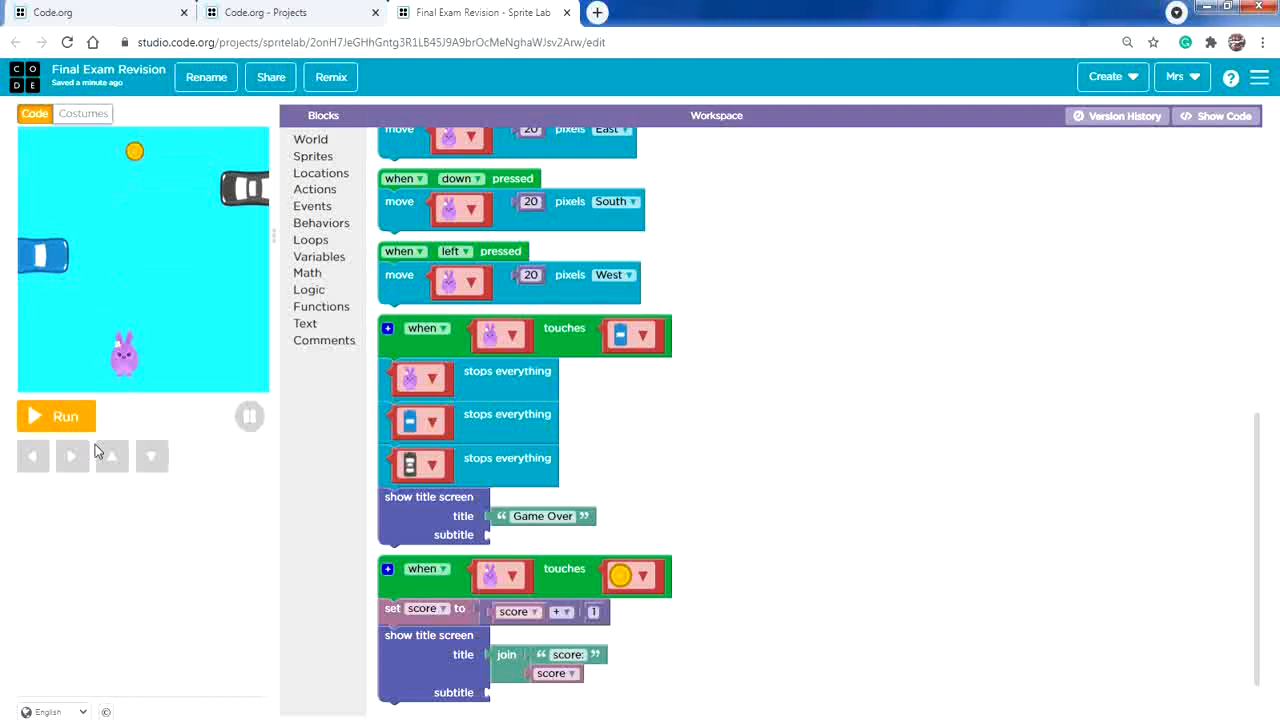 Code.org
Code.org - Projects
Final Exam Revision - Sprite Lab
studio.code.org/projects/spritelab/2onH7JeGHhGntg3R1LB45J9A9brOcMeNghaWJsv2Arw/edit
C O D E
Final Exam Revision
Saved a minute ago
Rename
Share
Remix
Create
Mrs
?
Code
Costumes
Blocks
Workspace
Version History
</> Show Code
World
Sprites
Locations
Actions
Events
Behaviors
Loops
Variables
Math
Logic
Functions
Text
Comments
move 20 pixels East
when down pressed
move 20 pixels South
when left pressed
move 20 pixels West
+ when touches
stops everything
stops everything
stops everything
show title screen
title “ Game Over ”
subtitle
+ when touches
set score to score + 1
show title screen
title join “ score: ”
score
subtitle
Run
English
©